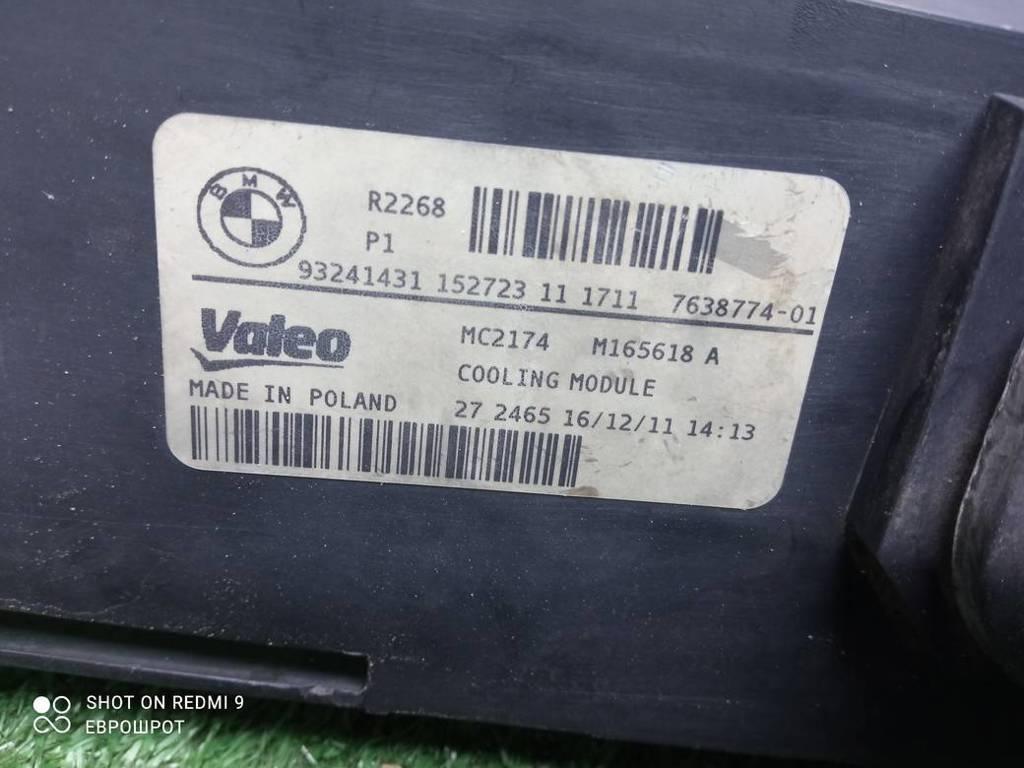 BMW
R2268
P1
93241431 152723 11 1711 7638774-01
Valeo
MC2174 M165618 A
COOLING MODULE
MADE IN POLAND
27 2465 16/12/11 14:13
SHOT ON REDMI 9
ЕВРОШРОТ